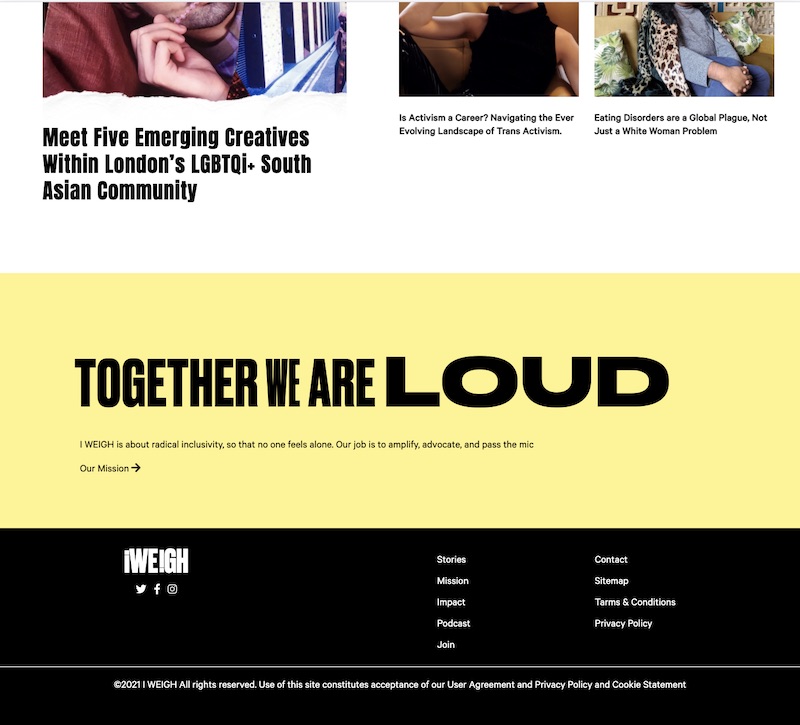 Meet Five Emerging Creatives
Within London’s LGBTQi+ South
Asian Community
Is Activism a Career? Navigating the Ever
Evolving Landscape of Trans Activism.
Eating Disorders are a Global Plague, Not
Just a White Woman Problem
TOGETHER WE ARE LOUD
I WEIGH is about radical inclusivity, so that no one feels alone. Our job is to amplify, advocate, and pass the mic
Our Mission
iWEiGH
Stories
Mission
Impact
Podcast
Join
Contact
Sitemap
Tarms & Conditions
Privacy Policy
©2021 I WEIGH All rights reserved. Use of this site constitutes acceptance of our User Agreement and Privacy Policy and Cookie Statement